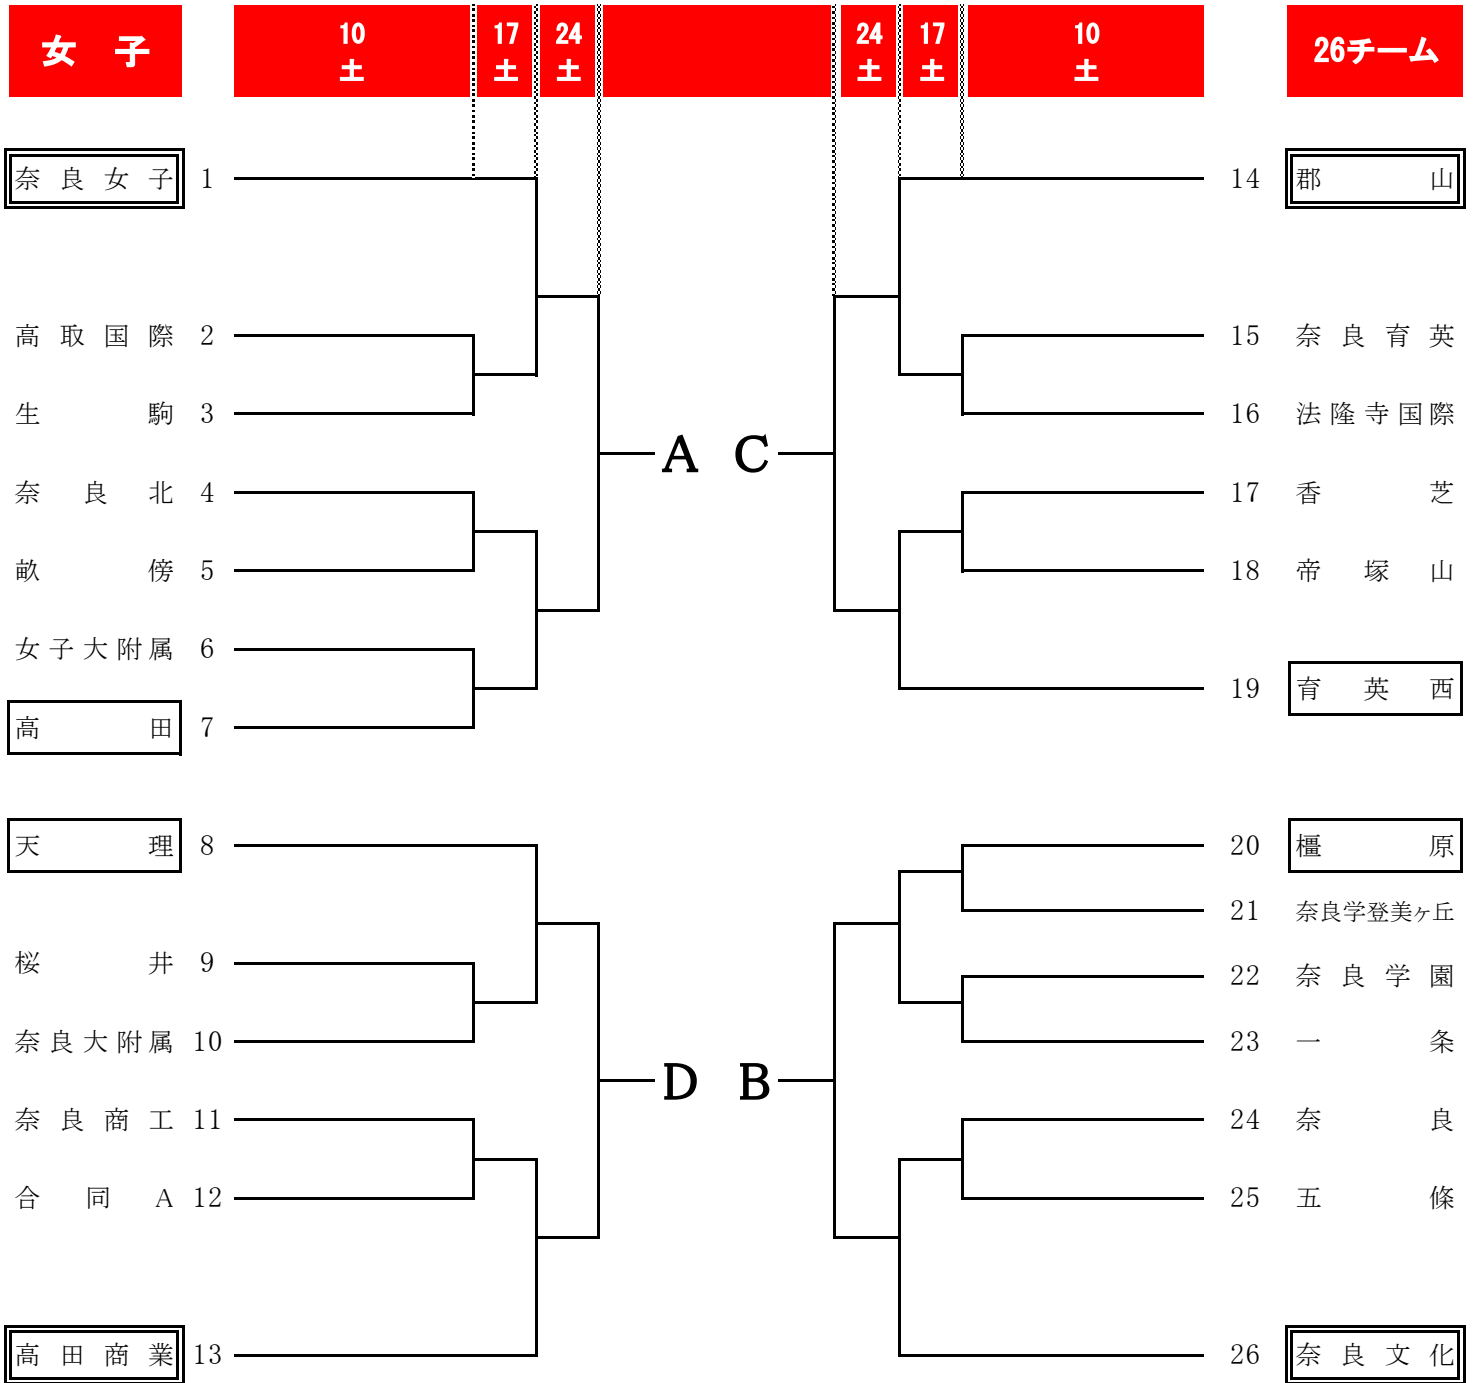 女 子
10 土
17 土
24 土
24 土
17 土
10 土
26チーム
奈良女子 1
高取国際 2
生駒 3
奈良北 4
畝傍 5
女子大附属 6
高田 7
A
天理 8
桜井 9
奈良大附属 10
奈良商工 11
合同A 12
高田商業 13
D
14 郡山
15 奈良育英
16 法隆寺国際
17 香芝
18 帝塚山
19 育英西
C
20 橿原
21 奈良学登美ヶ丘
22 奈良学園
23 一条
24 奈良
25 五條
26 奈良文化
B